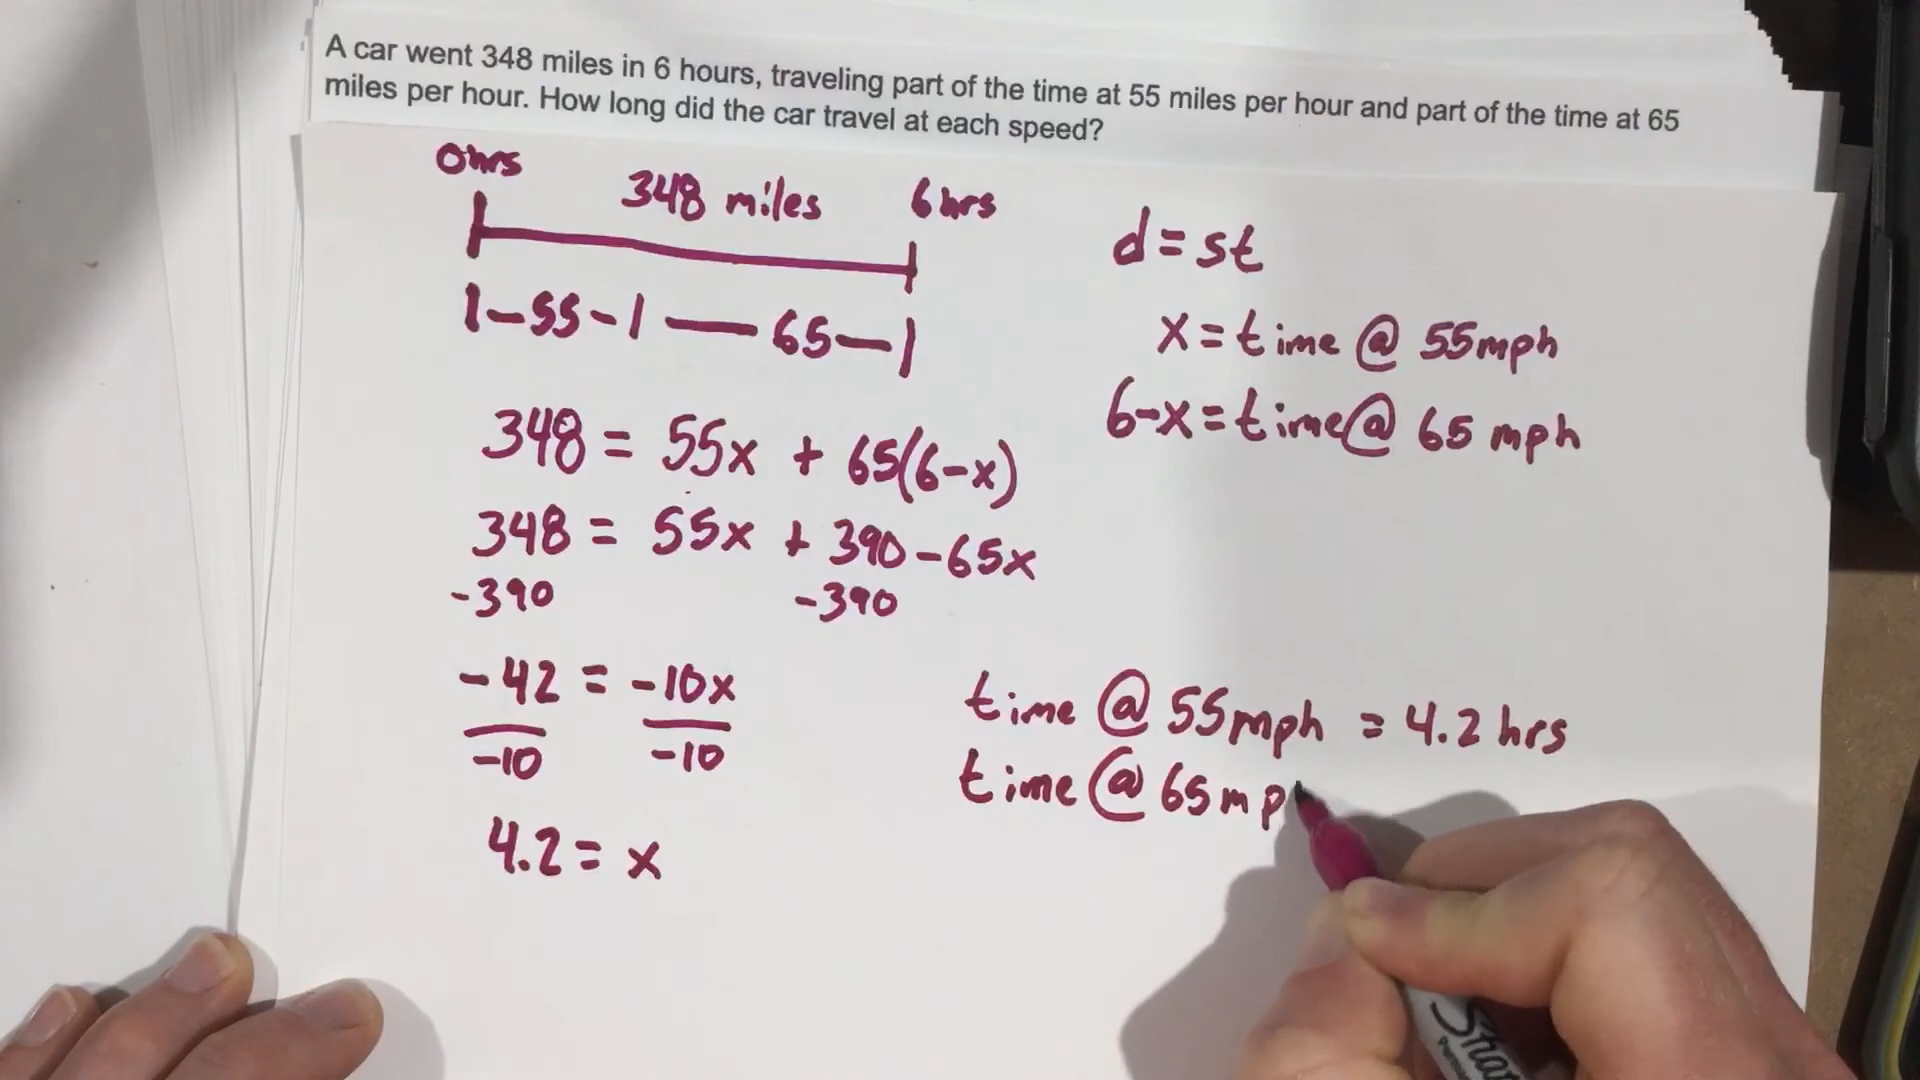 A car went 348 miles in 6 hours, traveling part of the time at 55 miles per hour and part of the time at 65
miles per hour. How long did the car travel at each speed?
0hrs 348 miles 6hrs
|-55-| — 65-|
348 = 55x + 65(6-x)
348 = 55x + 390-65x
-390 -390
-42 = -10x
-10 -10
4.2 = x
d = st
x = time @ 55mph
6-x = time @ 65 mph
time @ 55mph = 4.2 hrs
time @ 65mp